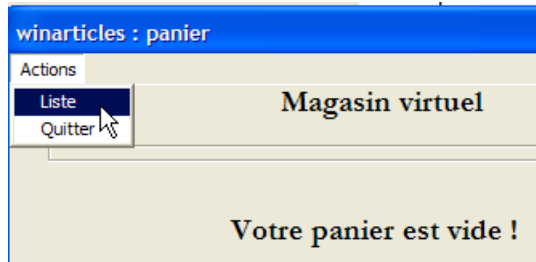 winarticles : panier
Actions
Liste
Magasin virtuel
Quitter
Votre panier est vide !